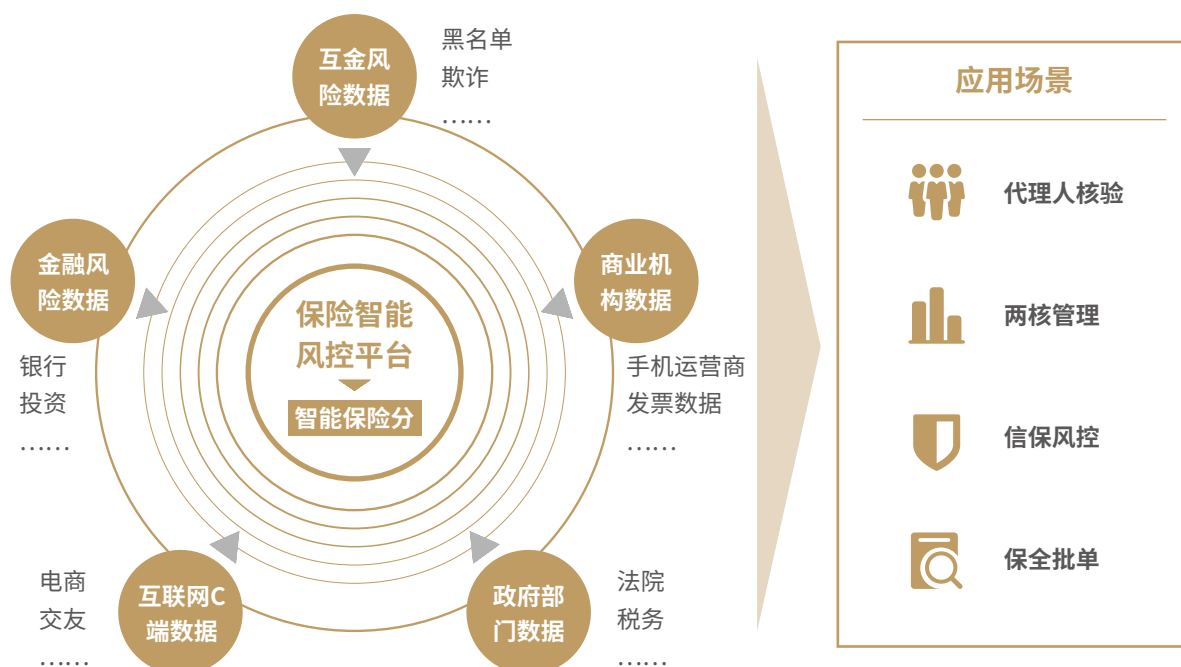 互金风
险数据
黑名单
欺诈
……
金融风
险数据
银行
投资
……
商业机
构数据
手机运营商
发票数据
……
保险智能
风控平台
智能保险分
互联网C
端数据
电商
交友
……
政府部
门数据
法院
税务
……
应用场景
代理人核验
两核管理
信保风控
保全批单